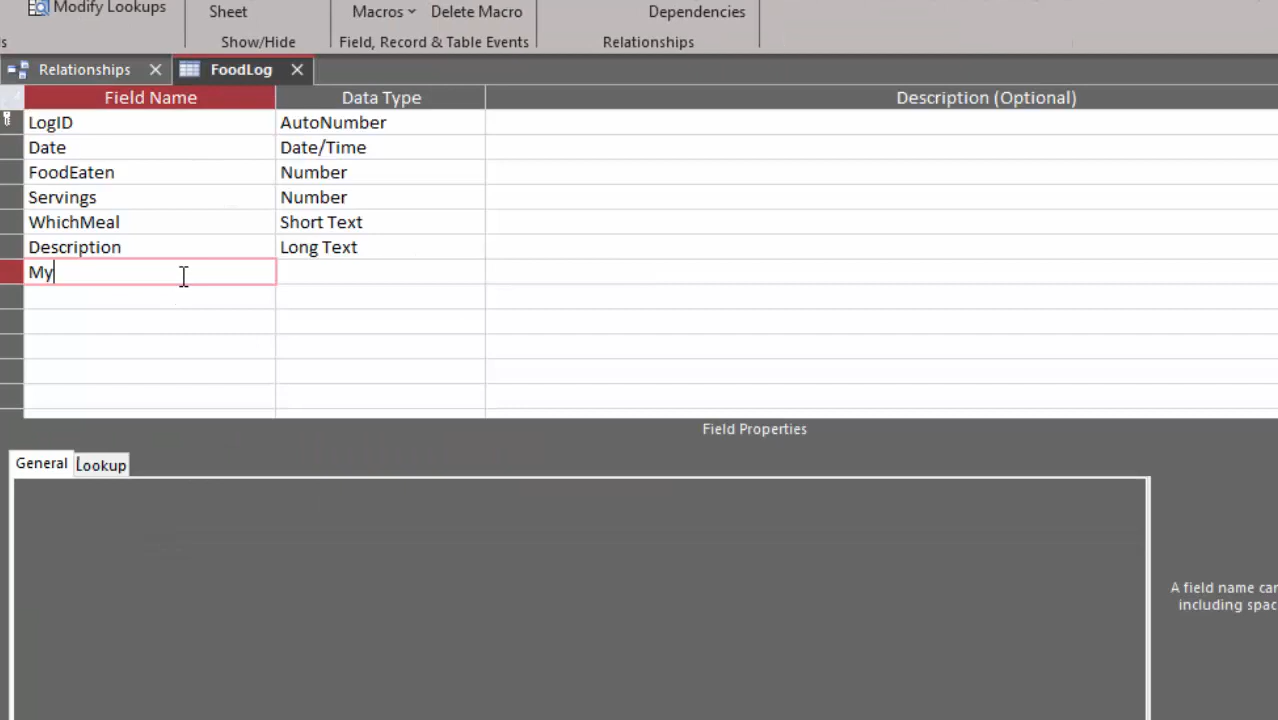 Modify Lookups
Sheet
Macros
Delete Macro
Dependencies
s
Show/Hide
Field, Record & Table Events
Relationships
Relationships
FoodLog
Field Name Data Type Description (Optional)
LogID AutoNumber
Date Date/Time
FoodEaten Number
Servings Number
WhichMeal Short Text
Description Long Text
My
Field Properties
General Lookup
A field name car
including spac